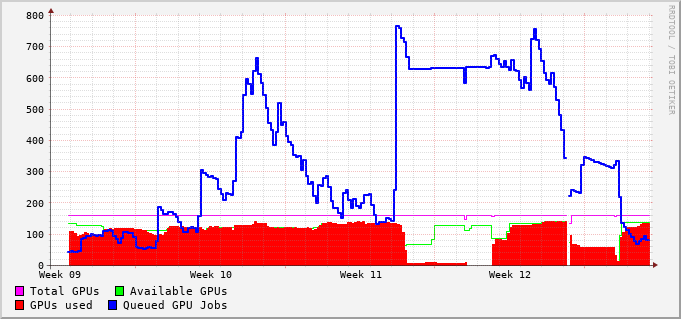 800
700
600
500
400
300
200
100
0
Week 09 Week 10 Week 11 Week 12
Total GPUs Available GPUs
GPUs used Queued GPU Jobs
RRDTOOL / TOBI OETIKER